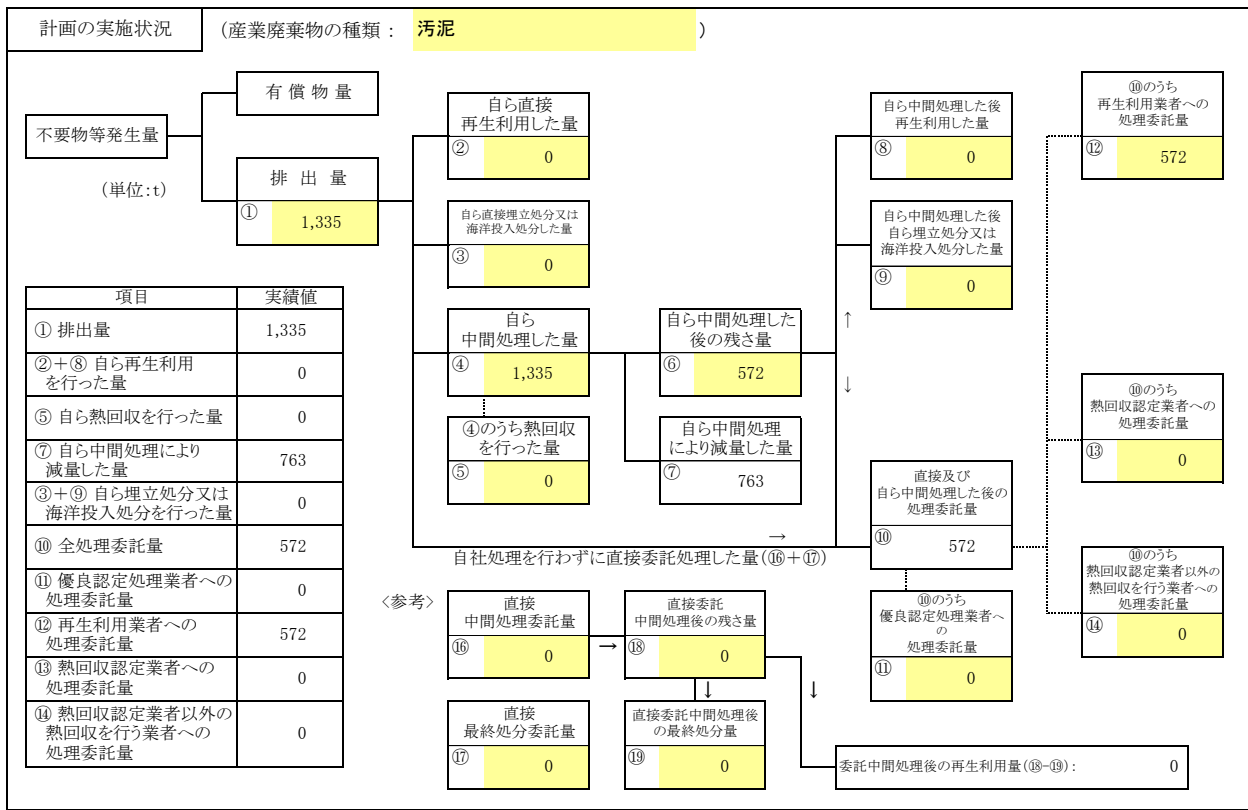 計画の実施状況
(産業廃棄物の種類： 汚泥 )
不要物等発生量
(単位:t)
有 償 物 量
排 出 量
① 1,335
自ら直接
再生利用した量
② 0
自ら直接埋立処分又は
海洋投入処分した量
③ 0
自ら
中間処理した量
④ 1,335
④のうち熱回収
を行った量
⑤ 0
自ら中間処理した
後の残さ量
⑥ 572
自ら中間処理
により減量した量
⑦ 763
自ら中間処理した後
再生利用した量
⑧ 0
自ら中間処理した後
自ら埋立処分又は
海洋投入処分した量
⑨ 0
↑
↓
直接及び
自ら中間処理した後の
処理委託量
⑩ 572
→
自社処理を行わずに直接委託処理した量(⑯＋⑰)
⑩のうち
優良認定処理業者へ
の
処理委託量
⑪ 0
⑩のうち
再生利用業者への
処理委託量
⑫ 572
⑩のうち
熱回収認定業者への
処理委託量
⑬ 0
⑩のうち
熱回収認定業者以外の
熱回収を行う業者への
処理委託量
⑭ 0
項目 実績値
① 排出量 1,335
②＋⑧ 自ら再生利用
を行った量 0
⑤ 自ら熱回収を行った量 0
⑦ 自ら中間処理により
減量した量 763
③＋⑨ 自ら埋立処分又は
海洋投入処分を行った量 0
⑩ 全処理委託量 572
⑪ 優良認定処理業者への
処理委託量 0
⑫ 再生利用業者への
処理委託量 572
⑬ 熱回収認定業者への
処理委託量 0
⑭ 熱回収認定業者以外の
熱回収を行う業者への
処理委託量 0
〈参考〉
直接
中間処理委託量
⑯ 0
→
直接委託
中間処理後の残さ量
⑱ 0
↓
↓
直接
最終処分委託量
⑰ 0
直接委託中間処理後
の最終処分量
⑲ 0
委託中間処理後の再生利用量(⑱-⑲)： 0